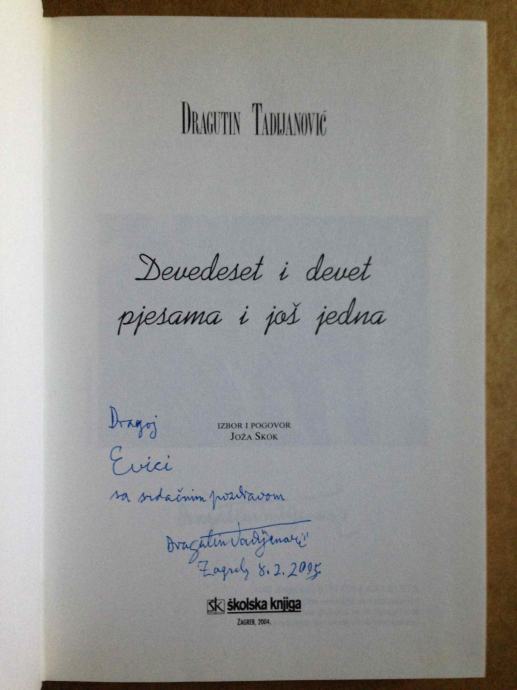 DRAGUTIN TADIJANOVIĆ
Devedeset i devet
pjesama i još jedna
IZBOR I POGOVOR
JOŽA SKOK
Dragoj
Evici
sa srdačnim pozdravom
Dragutin Tadijanović
Zagreb 8. 2. 2005
SK školska knjiga
ZAGREB, 2004.